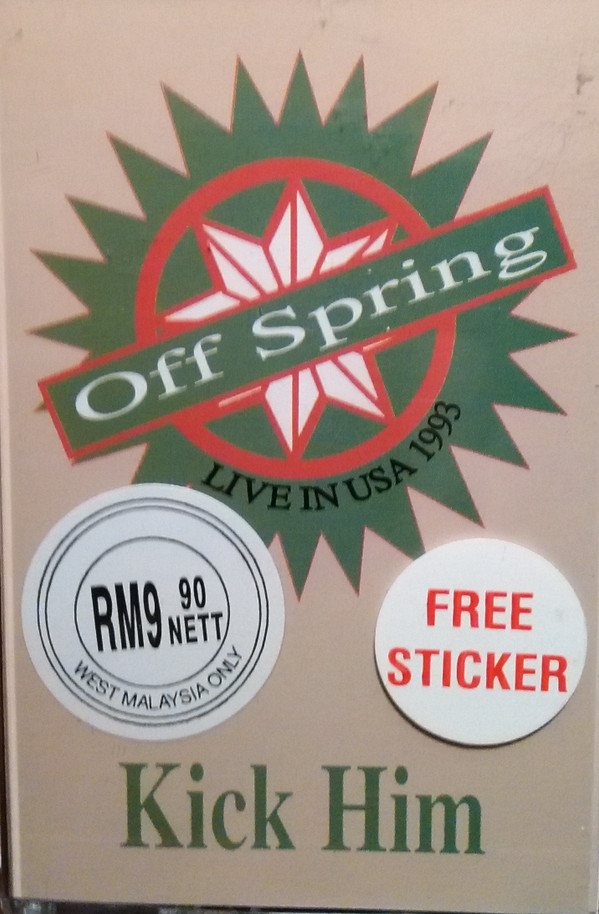 Off Spring
LIVE IN USA 1993
RM9 90
NETT
WEST MALAYSIA ONLY
FREE
STICKER
Kick Him